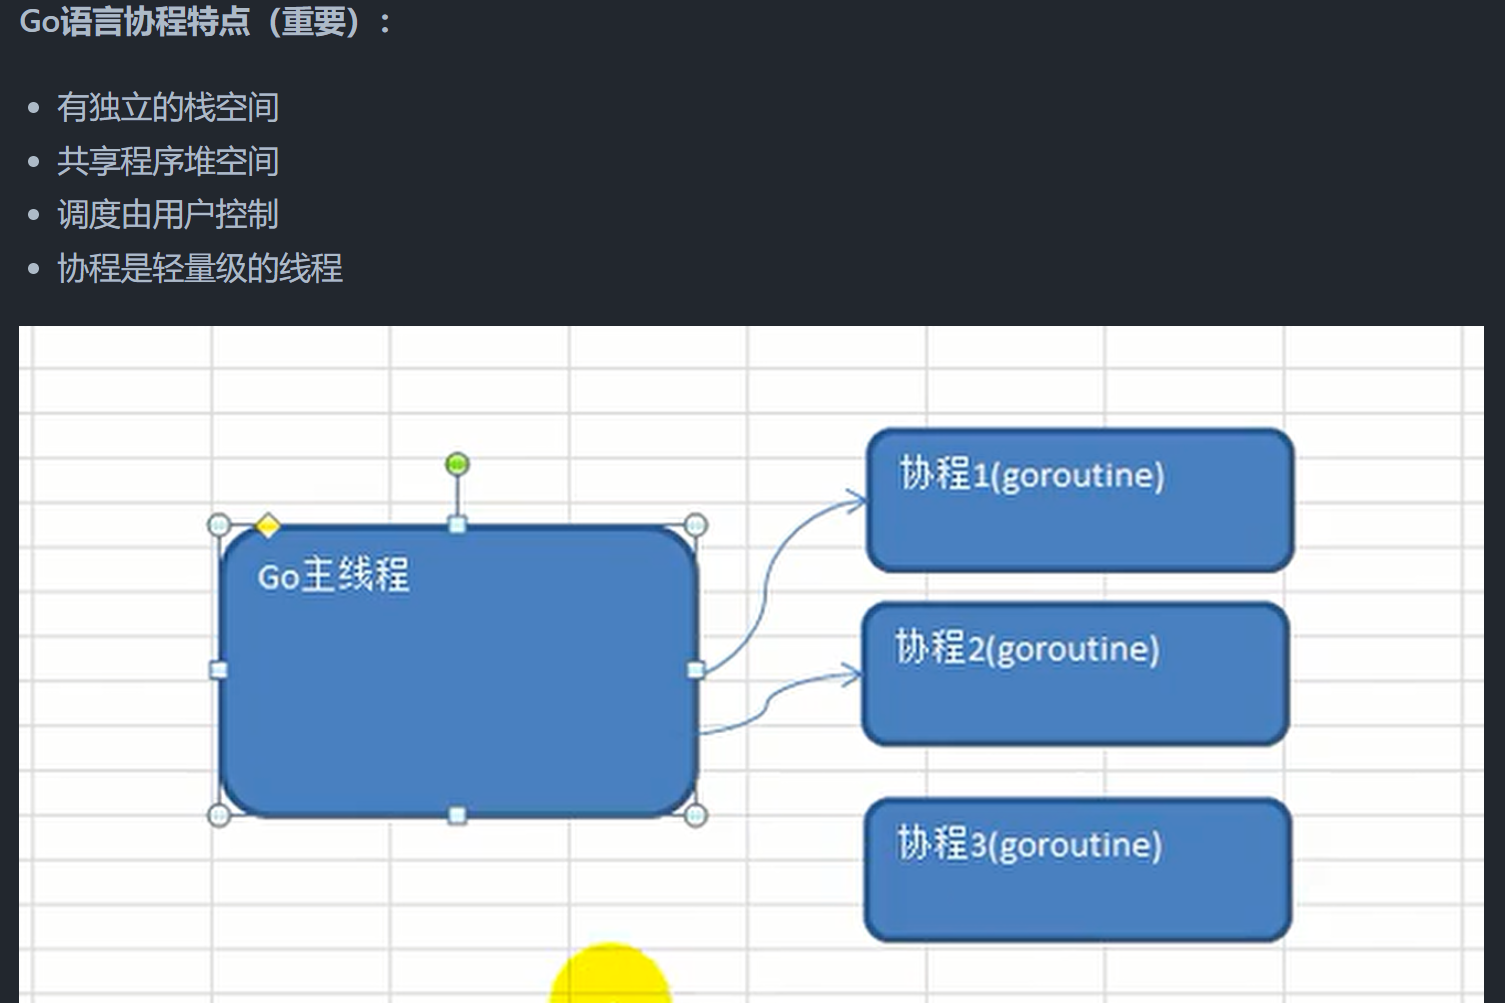 Go语言协程特点（重要）：
有独立的栈空间
共享程序堆空间
调度由用户控制
协程是轻量级的线程
协程1(goroutine)
Go主线程
协程2(goroutine)
协程3(goroutine)